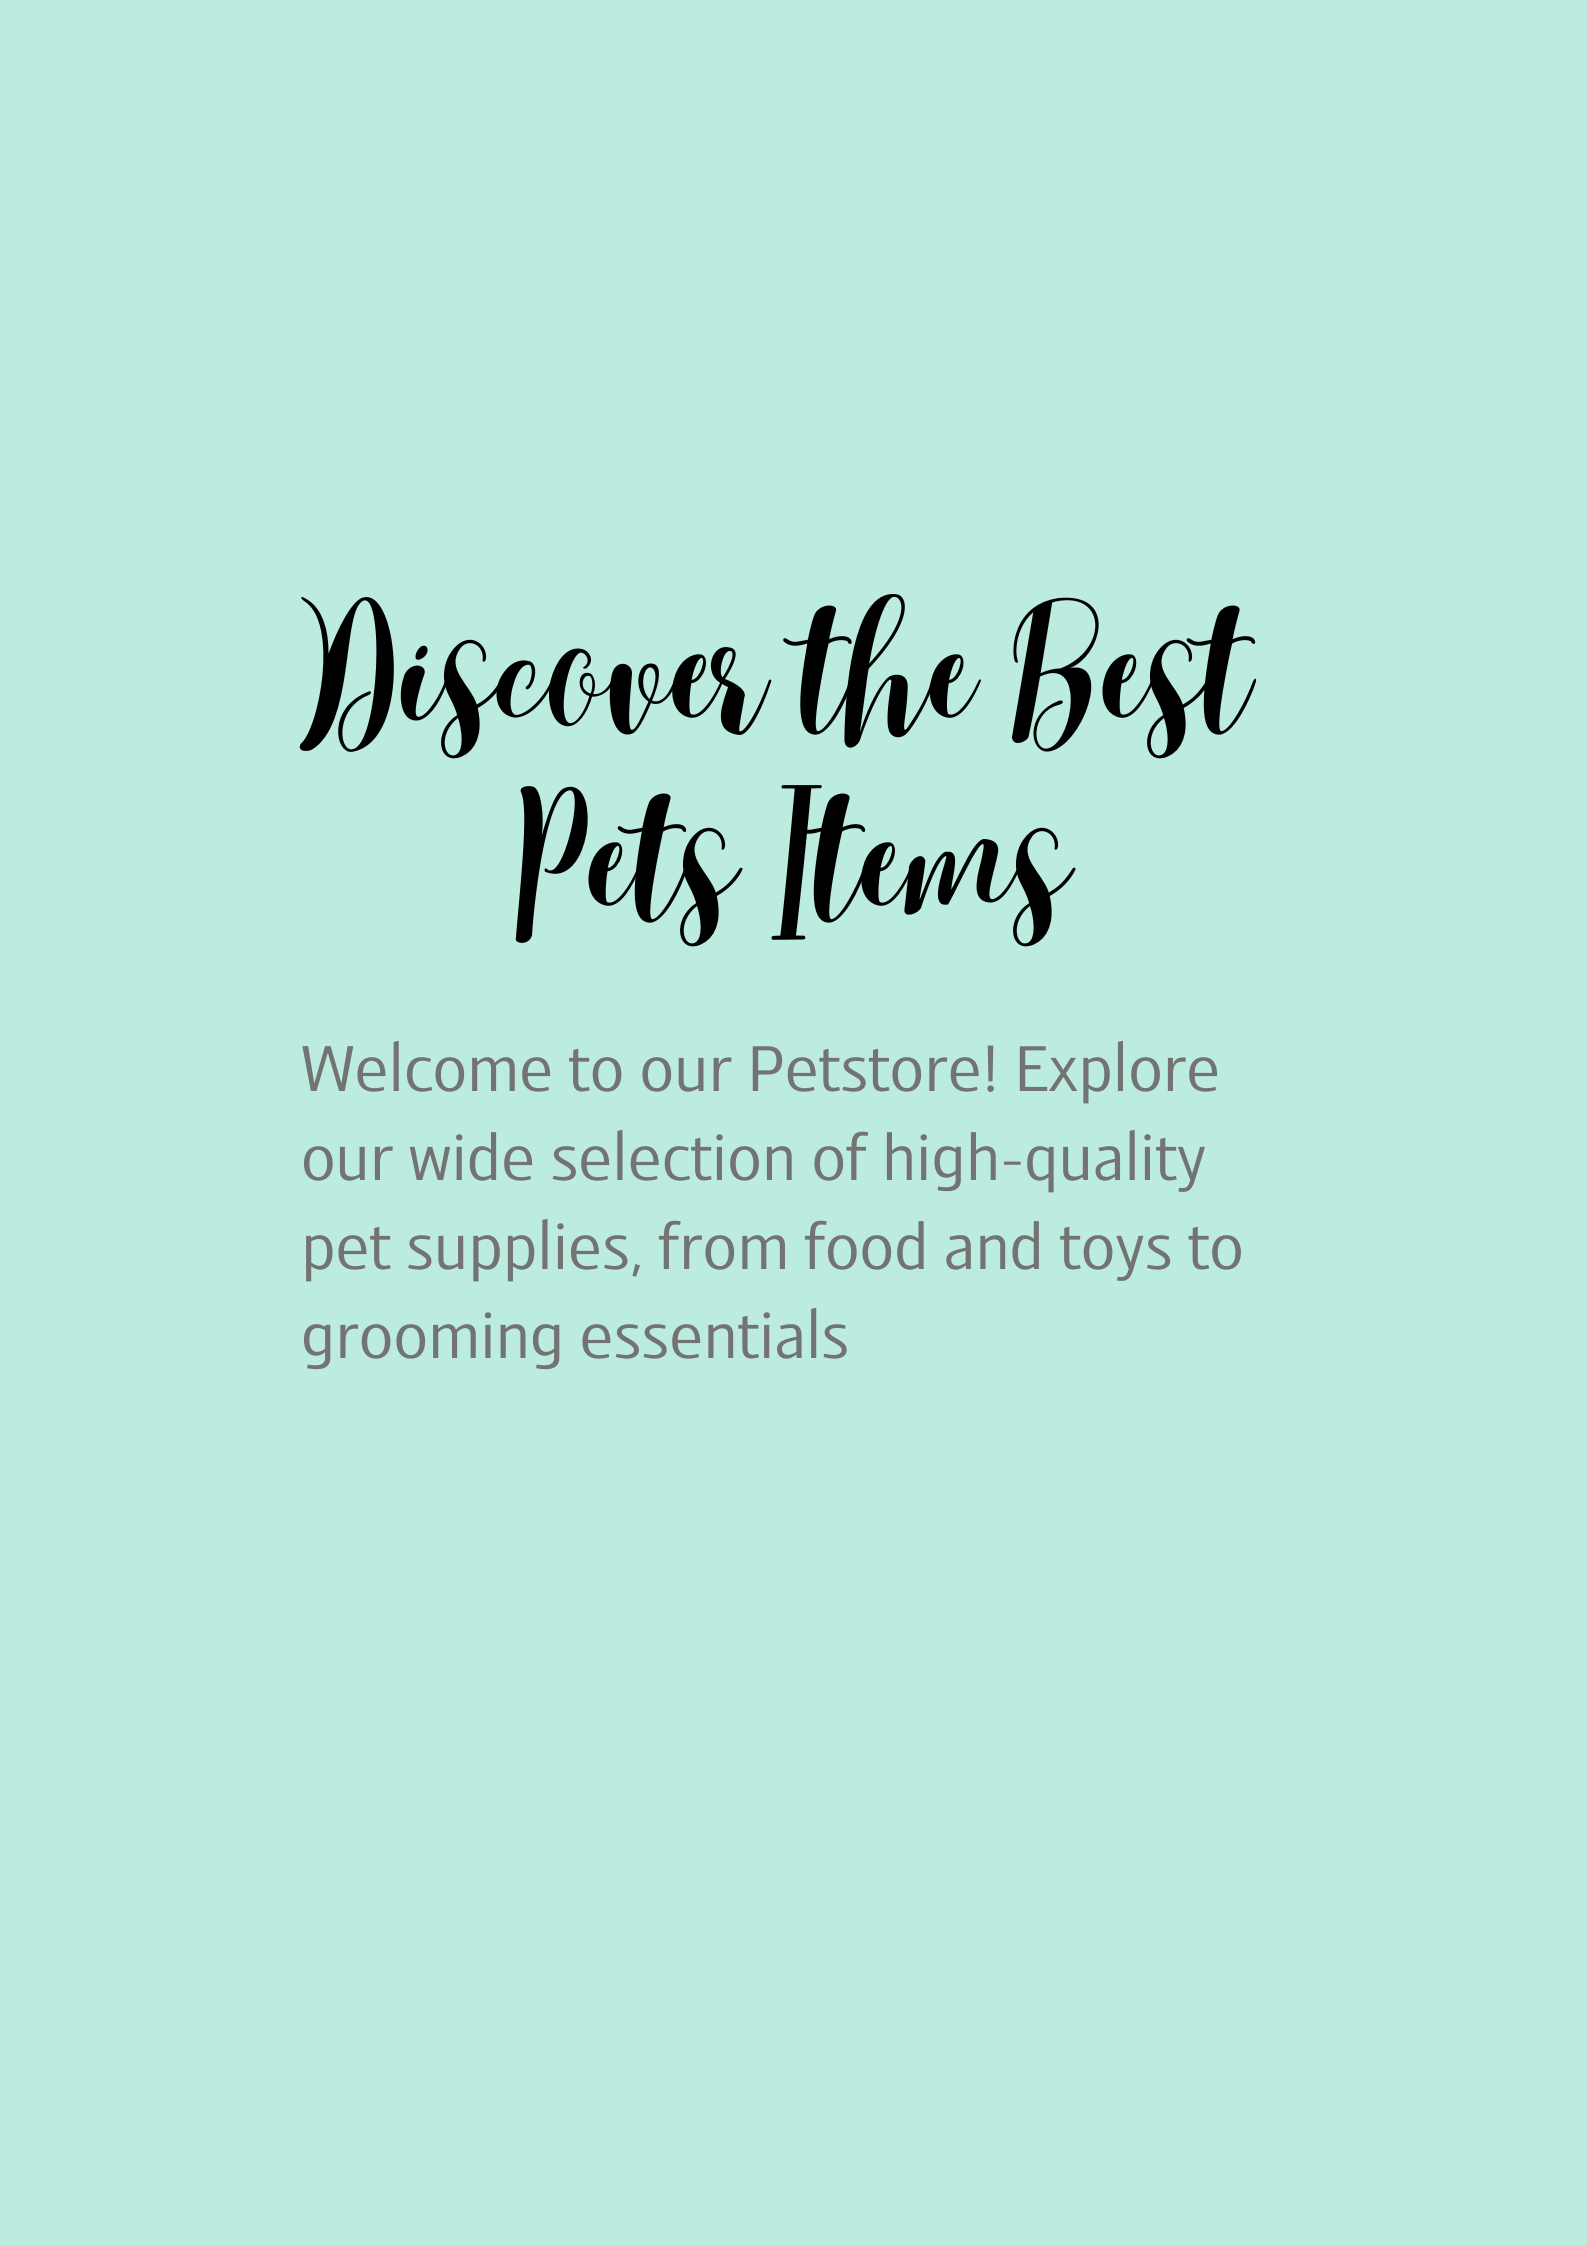 Discover the Best
Pets Items
Welcome to our Petstore! Explore
our wide selection of high-quality
pet supplies, from food and toys to
grooming essentials